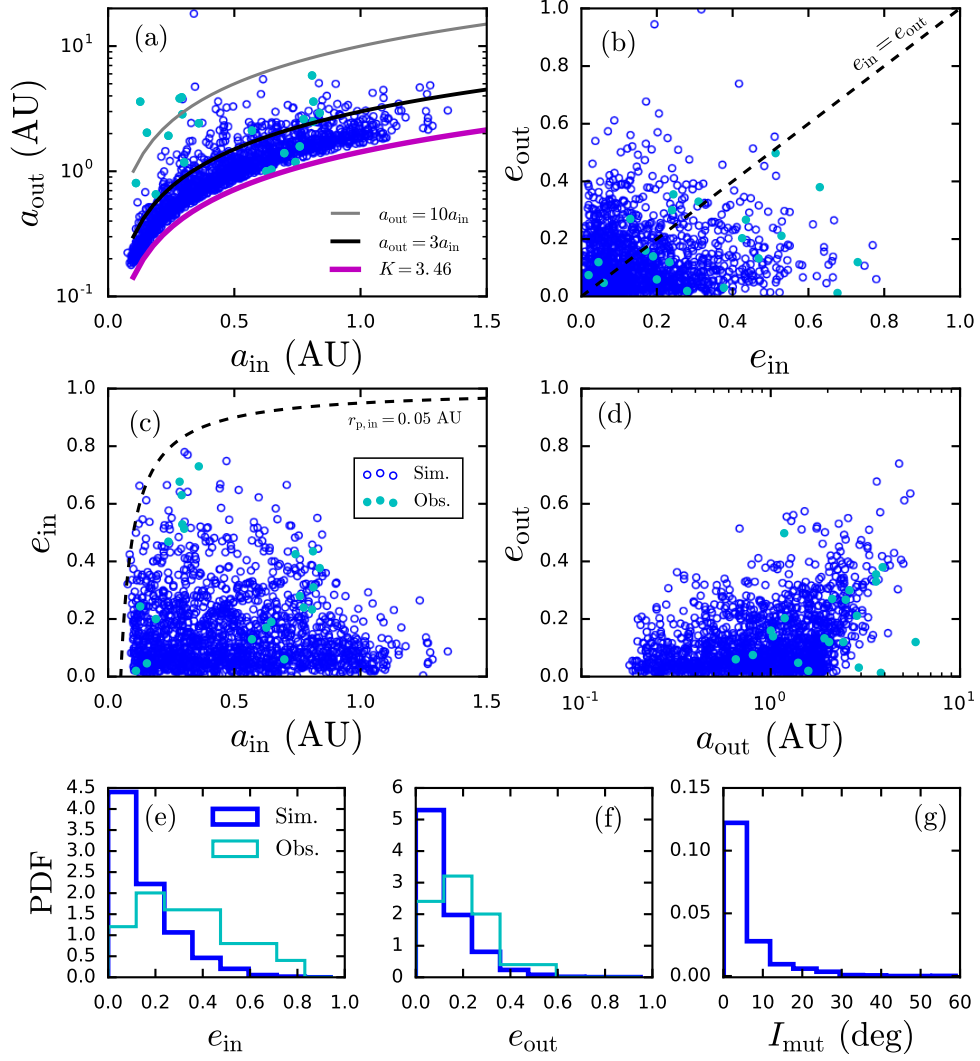 (a)
10¹
10⁰
10⁻¹
a_out (AU)
a_out = 10a_in
a_out = 3a_in
K = 3.46
0.0 0.5 1.0 1.5
a_in (AU)
(b)
e_in = e_out
1.0
0.8
0.6
0.4
0.2
0.0
e_out
0.0 0.2 0.4 0.6 0.8 1.0
e_in
(c)
r_p,in = 0.05 AU
Sim.
Obs.
1.0
0.8
0.6
0.4
0.2
0.0
e_in
0.0 0.5 1.0 1.5
a_in (AU)
(d)
1.0
0.8
0.6
0.4
0.2
0.0
e_out
10⁻¹ 10⁰ 10¹
a_out (AU)
(e)
Sim.
Obs.
4.5
4.0
3.5
3.0
2.5
2.0
1.5
1.0
0.5
0.0
PDF
0.0 0.2 0.4 0.6 0.8 1.0
e_in
(f)
6
5
4
3
2
1
0
0.0 0.2 0.4 0.6 0.8 1.0
e_out
(g)
0.15
0.10
0.05
0.00
0 10 20 30 40 50 60
I_mut (deg)